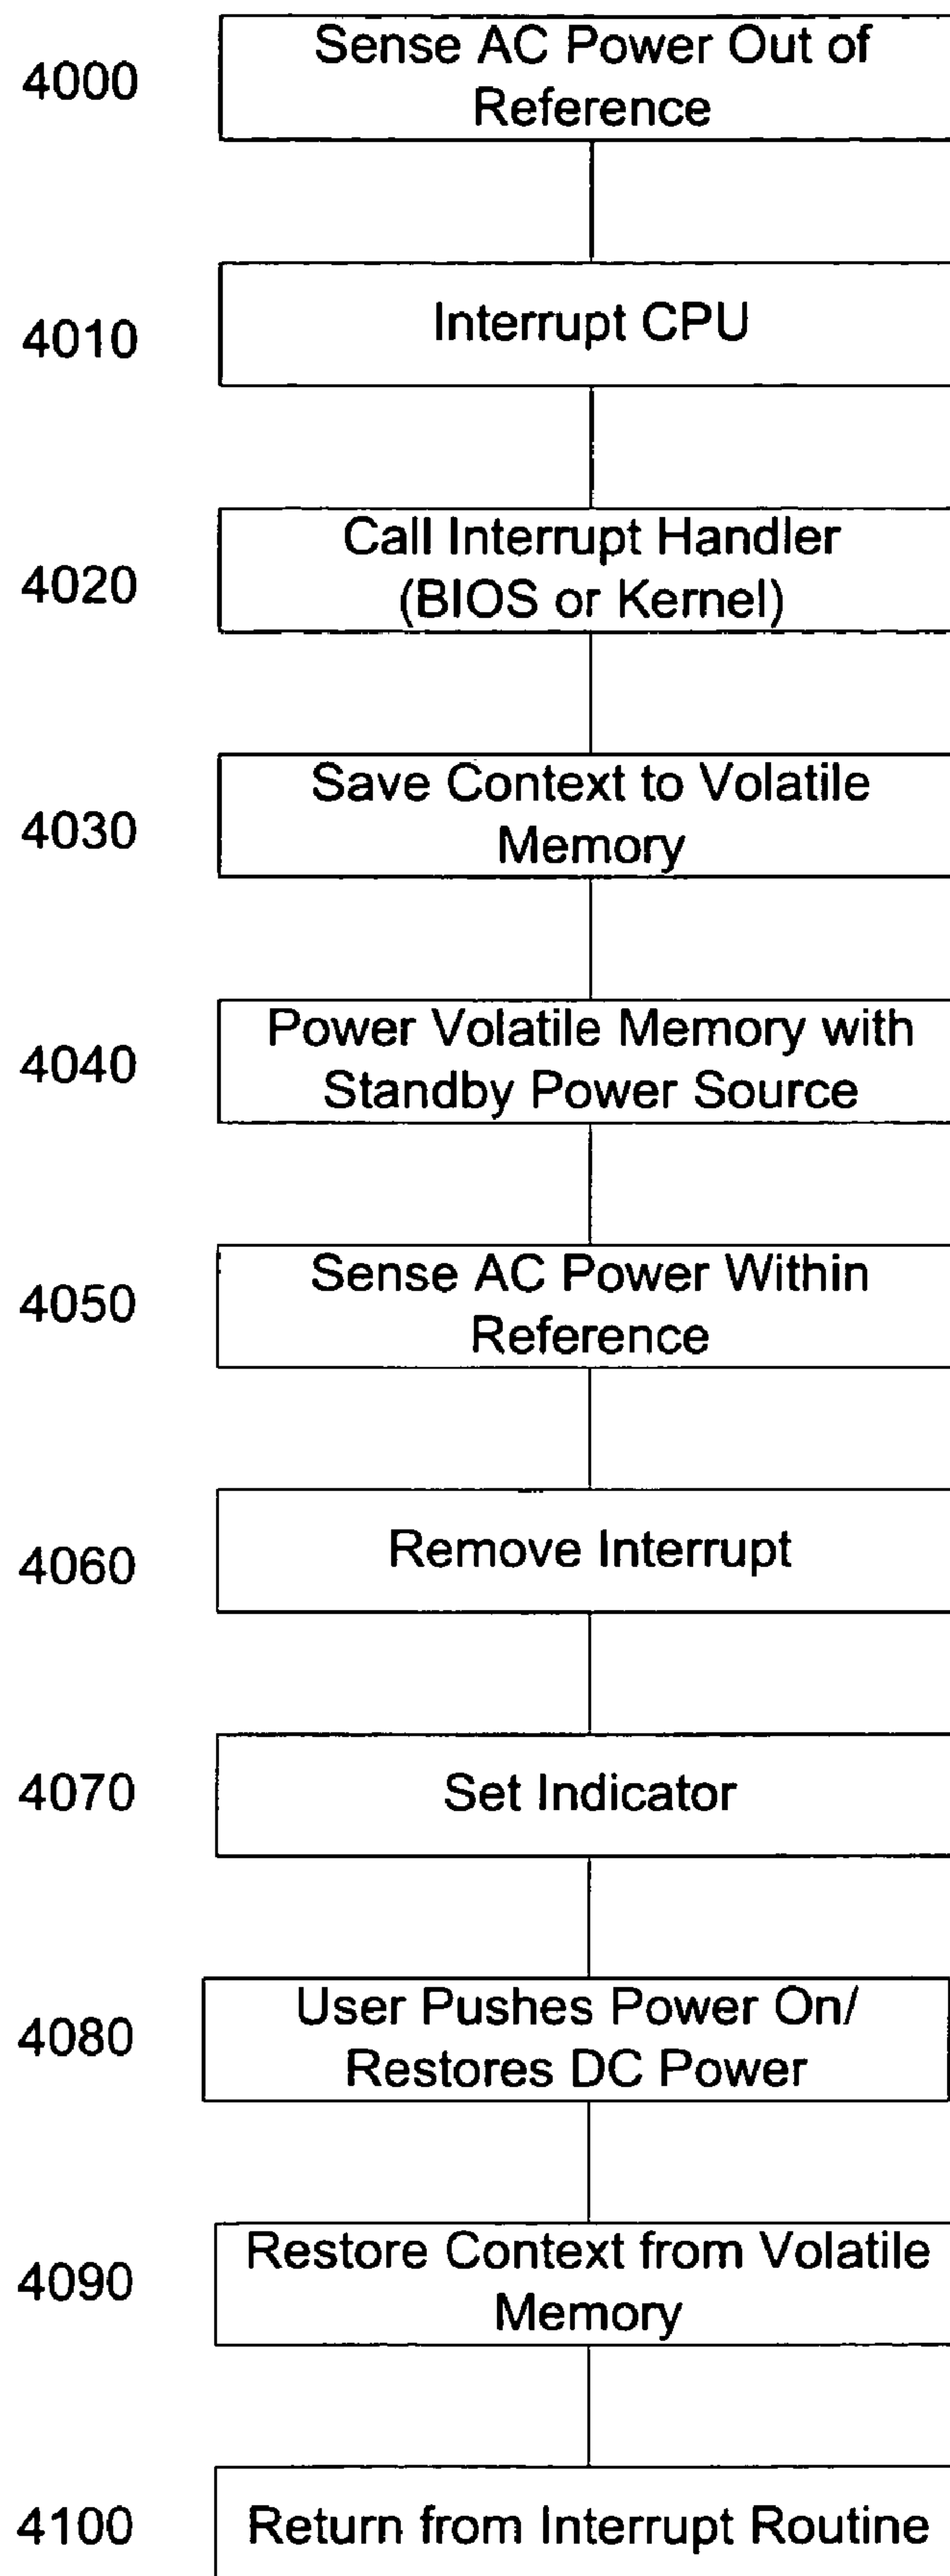 4000
Sense AC Power Out of
Reference
4010
Interrupt CPU
4020
Call Interrupt Handler
(BIOS or Kernel)
4030
Save Context to Volatile
Memory
4040
Power Volatile Memory with
Standby Power Source
4050
Sense AC Power Within
Reference
4060
Remove Interrupt
4070
Set Indicator
4080
User Pushes Power On/
Restores DC Power
4090
Restore Context from Volatile
Memory
4100
Return from Interrupt Routine